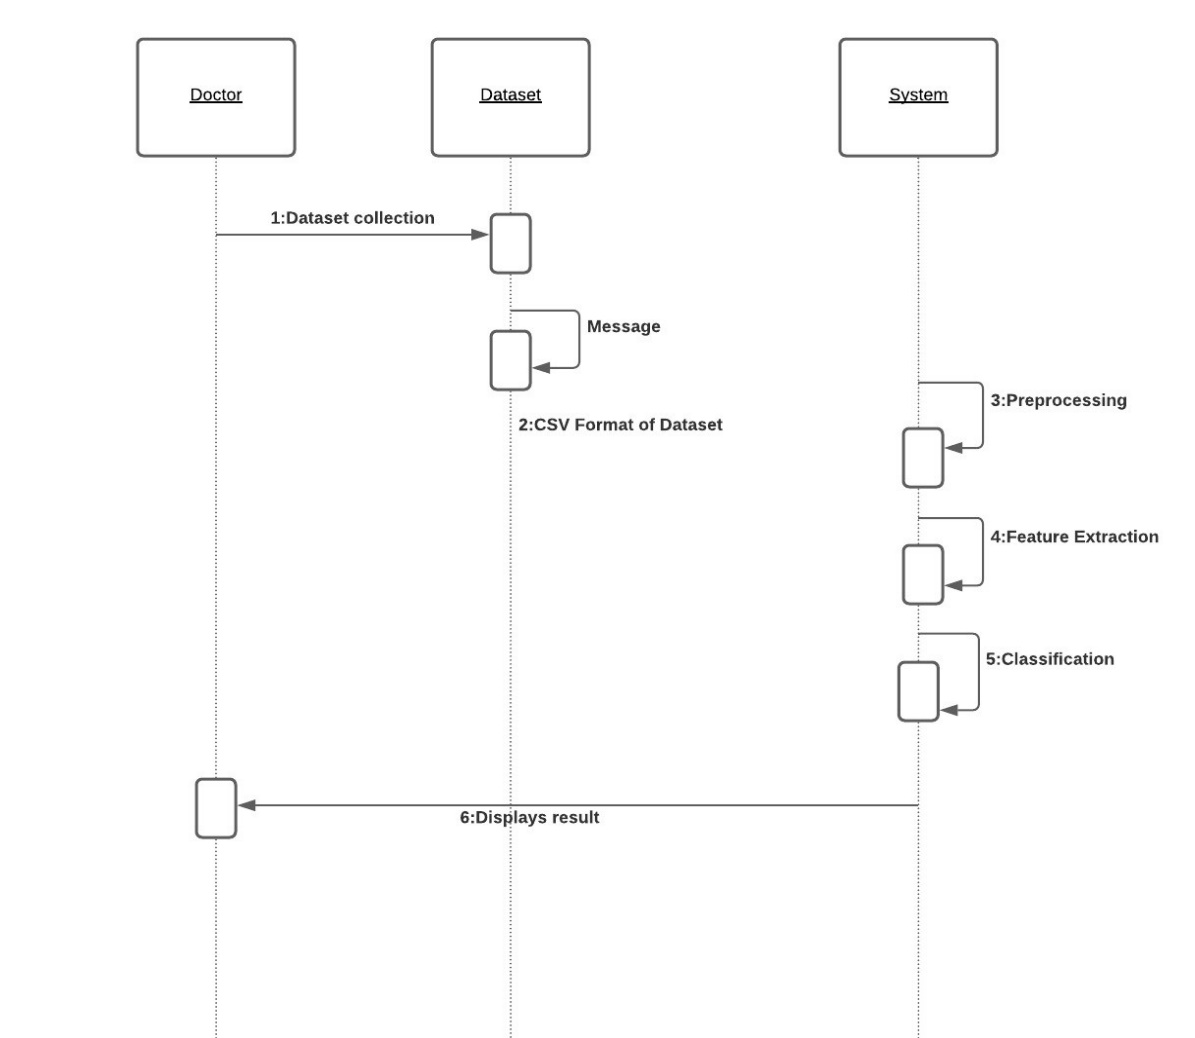 Doctor
Dataset
System
1:Dataset collection
Message
3:Preprocessing
2:CSV Format of Dataset
4:Feature Extraction
5:Classification
6:Displays result